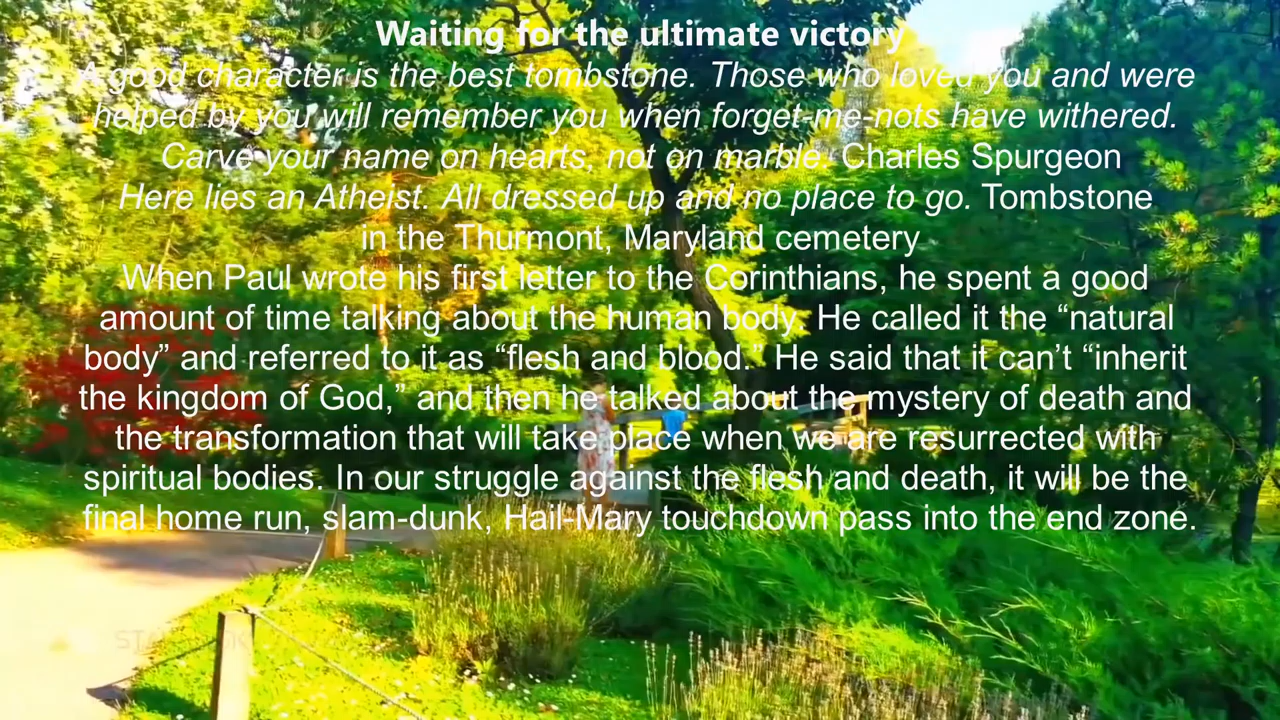 Waiting for the ultimate victory
A good character is the best tombstone. Those who loved you and were
helped by you will remember you when forget-me-nots have withered.
Carve your name on hearts, not on marble. Charles Spurgeon
Here lies an Atheist. All dressed up and no place to go. Tombstone
in the Thurmont, Maryland cemetery
When Paul wrote his first letter to the Corinthians, he spent a good
amount of time talking about the human body. He called it the “natural
body” and referred to it as “flesh and blood.” He said that it can’t “inherit
the kingdom of God,” and then he talked about the mystery of death and
the transformation that will take place when we are resurrected with
spiritual bodies. In our struggle against the flesh and death, it will be the
final home run, slam-dunk, Hail-Mary touchdown pass into the end zone.